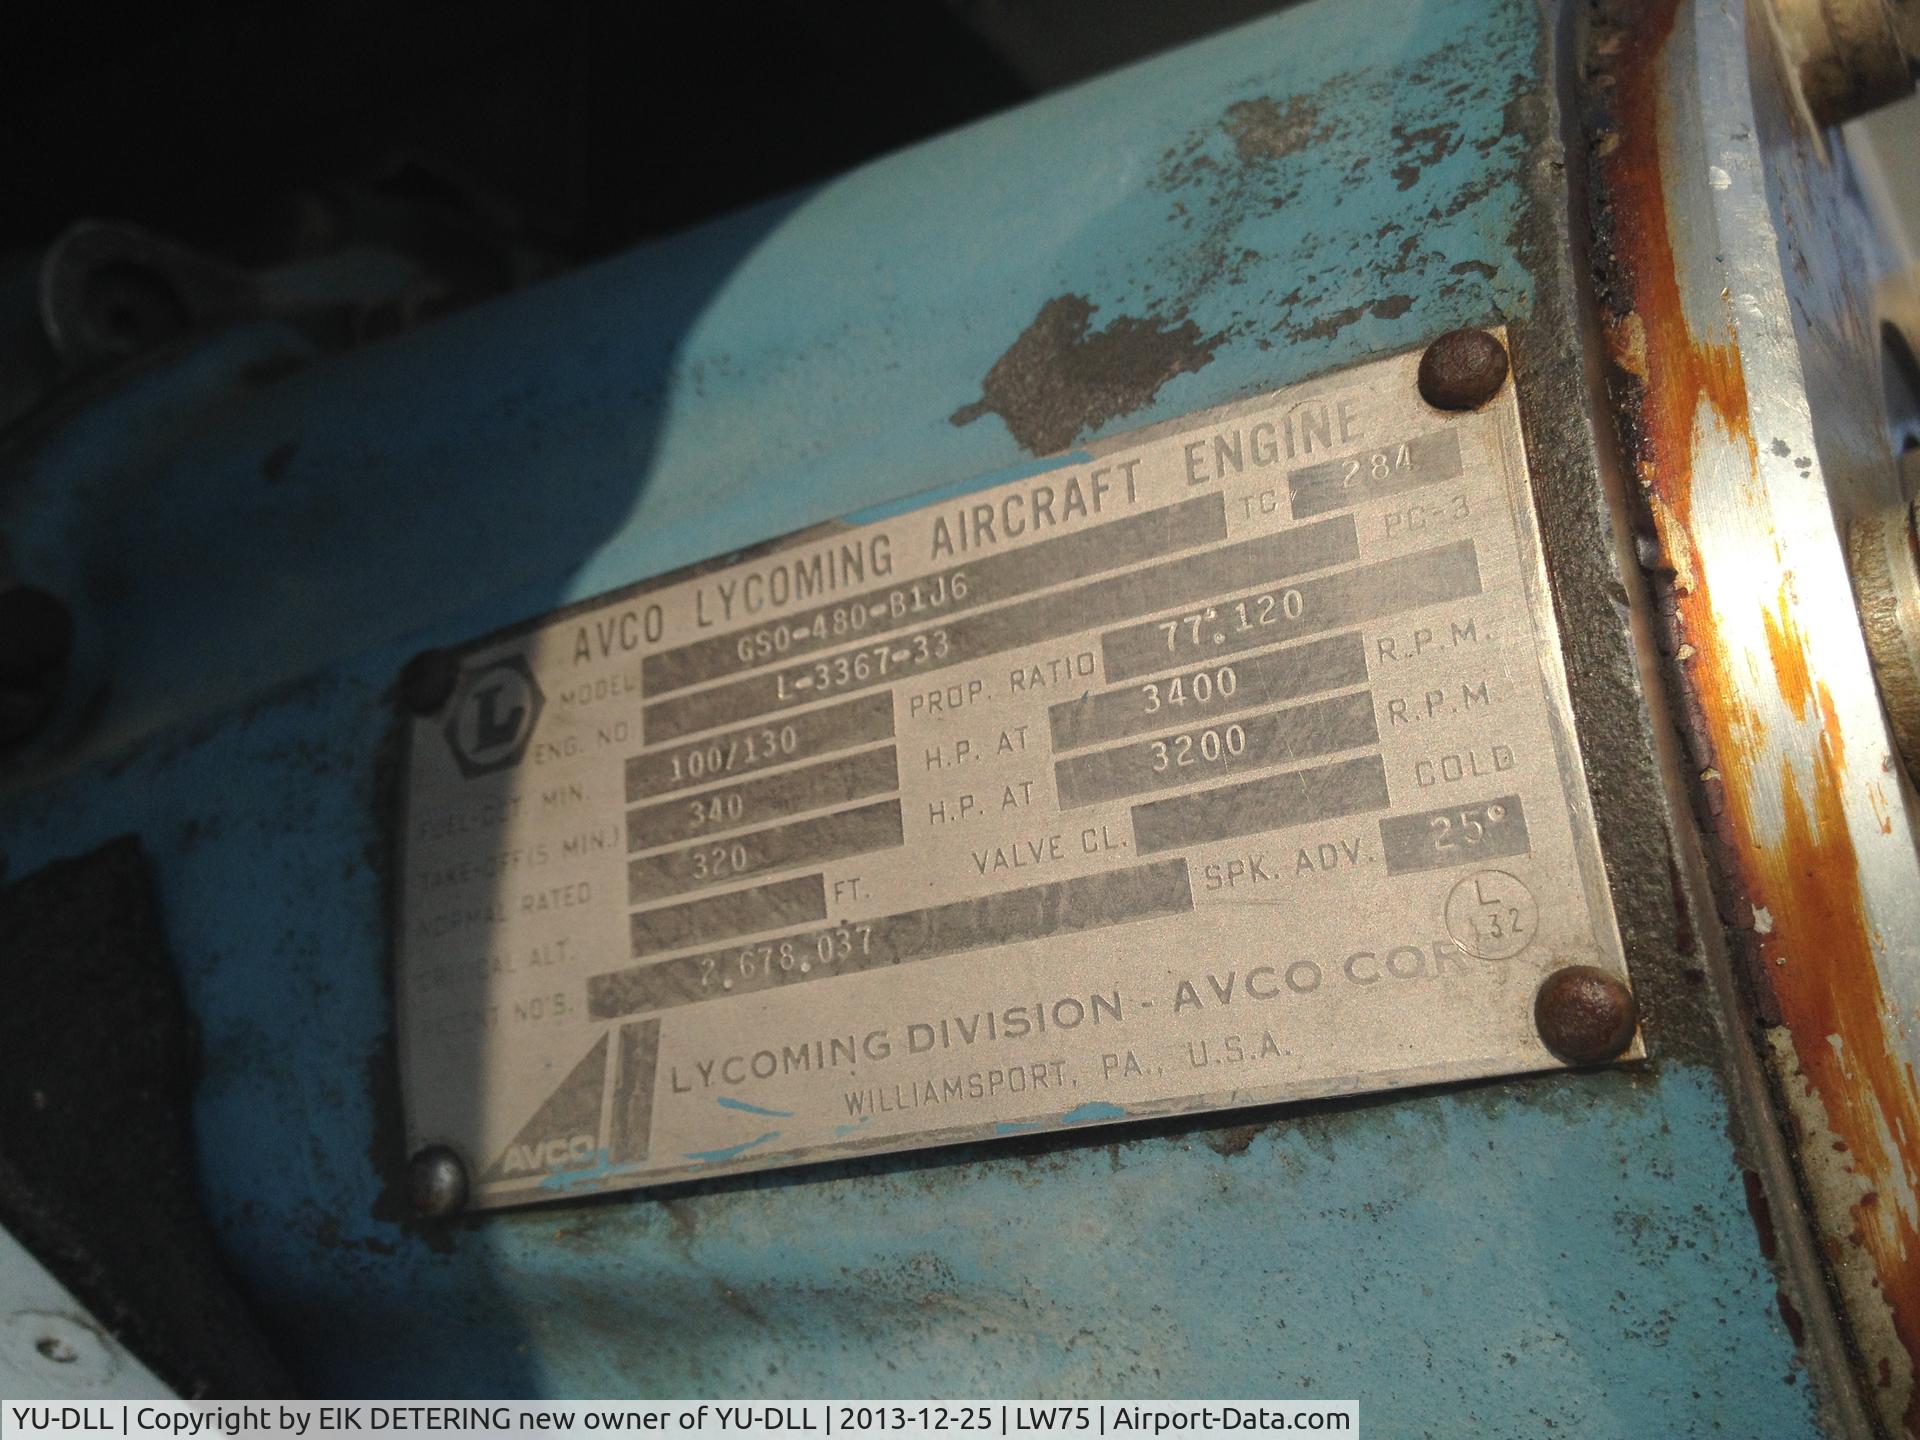 AVCO LYCOMING AIRCRAFT ENGINE
L
MODEL GSO-480-B1J6 TC 284
ENG. NO. L-3367-33 PC-3
FUEL-OCT. MIN. 100/130 PROP. RATIO 77:120
TAKE-OFF (5 MIN.) 340 H.P. AT 3400 R.P.M.
NORMAL RATED 320 H.P. AT 3200 R.P.M.
CRITICAL ALT. FT. VALVE CL. COLD
PATENT NO'S. 2,678,037 SPK. ADV. 25°
L
132
LYCOMING DIVISION - AVCO COR
WILLIAMSPORT, PA., U.S.A.
AVCO
YU-DLL | Copyright by EIK DETERING new owner of YU-DLL | 2013-12-25 | LW75 | Airport-Data.com